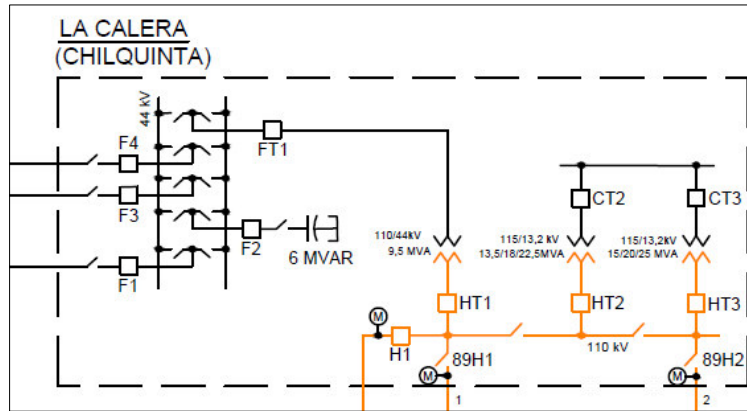 LA CALERA
(CHILQUINTA)
44 kV
F4
FT1
F3
F2
6 MVAR
F1
CT2
CT3
110/44kV
9,5 MVA
115/13,2 kV
13,5/18/22,5MVA
115/13,2kV
15/20/25 MVA
HT1
HT2
HT3
M
H1
110 kV
89H1
89H2
M
M
1
2